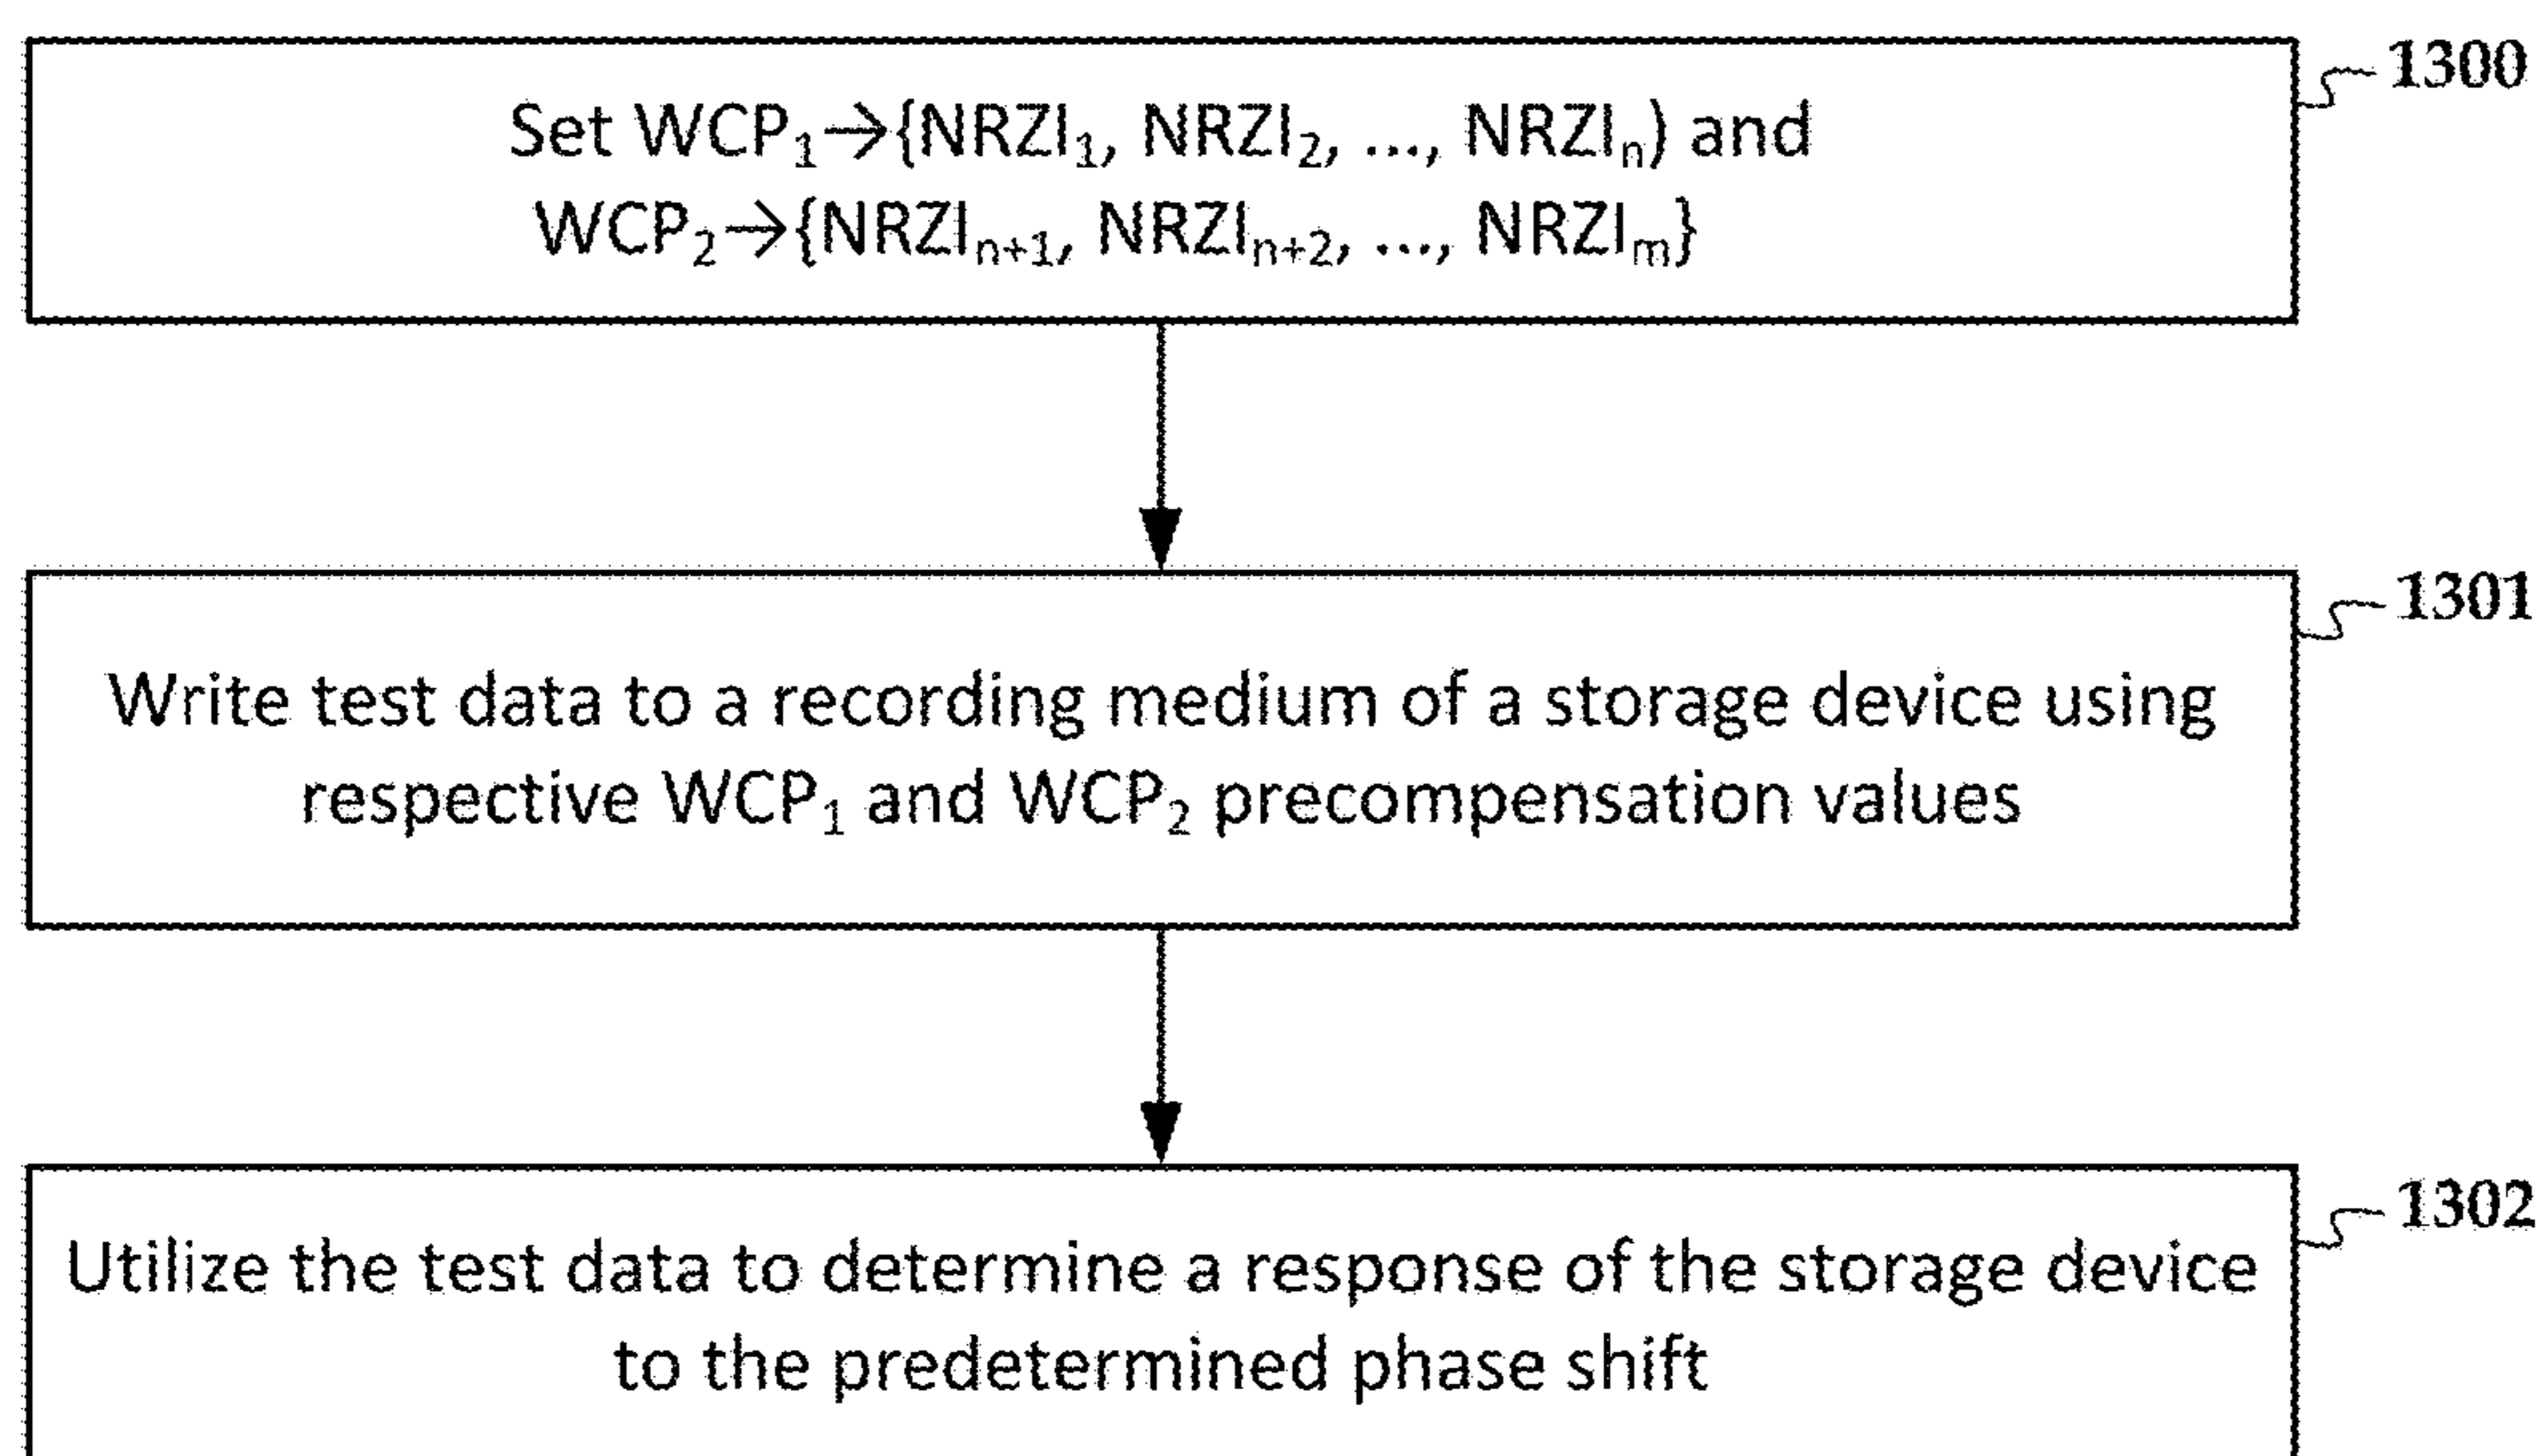 1300
Set WCP₁→{NRZI₁, NRZI₂, ..., NRZIₙ) and
WCP₂→{NRZIₙ₊₁, NRZIₙ₊₂, ..., NRZIₘ}
1301
Write test data to a recording medium of a storage device using
respective WCP₁ and WCP₂ precompensation values
1302
Utilize the test data to determine a response of the storage device
to the predetermined phase shift